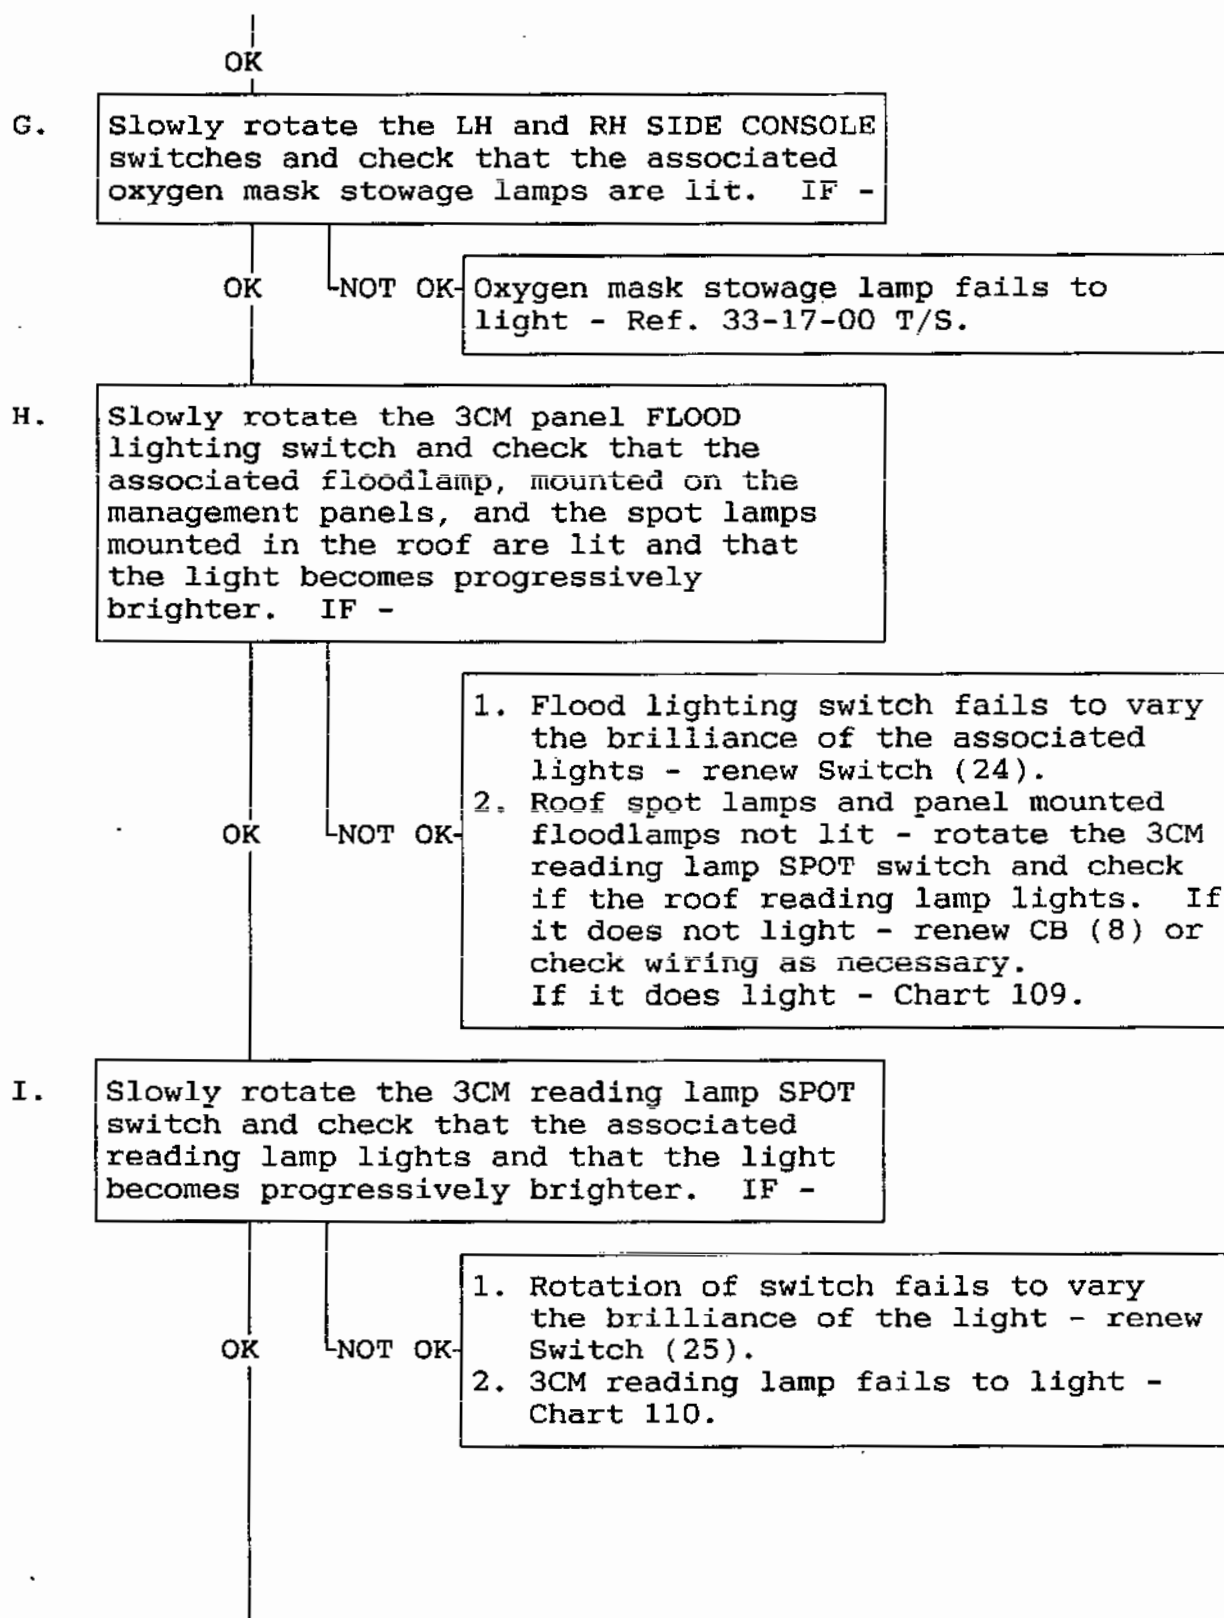 OK
G. Slowly rotate the LH and RH SIDE CONSOLE
switches and check that the associated
oxygen mask stowage lamps are lit. IF -
OK NOT OK Oxygen mask stowage lamp fails to
light - Ref. 33-17-00 T/S.
H. Slowly rotate the 3CM panel FLOOD
lighting switch and check that the
associated floodlamp, mounted on the
management panels, and the spot lamps
mounted in the roof are lit and that
the light becomes progressively
brighter. IF -
1. Flood lighting switch fails to vary
the brilliance of the associated
lights - renew Switch (24).
2. Roof spot lamps and panel mounted
OK NOT OK floodlamps not lit - rotate the 3CM
reading lamp SPOT switch and check
if the roof reading lamp lights. If
it does not light - renew CB (8) or
check wiring as necessary.
If it does light - Chart 109.
I. Slowly rotate the 3CM reading lamp SPOT
switch and check that the associated
reading lamp lights and that the light
becomes progressively brighter. IF -
1. Rotation of switch fails to vary
the brilliance of the light - renew
OK NOT OK Switch (25).
2. 3CM reading lamp fails to light -
Chart 110.